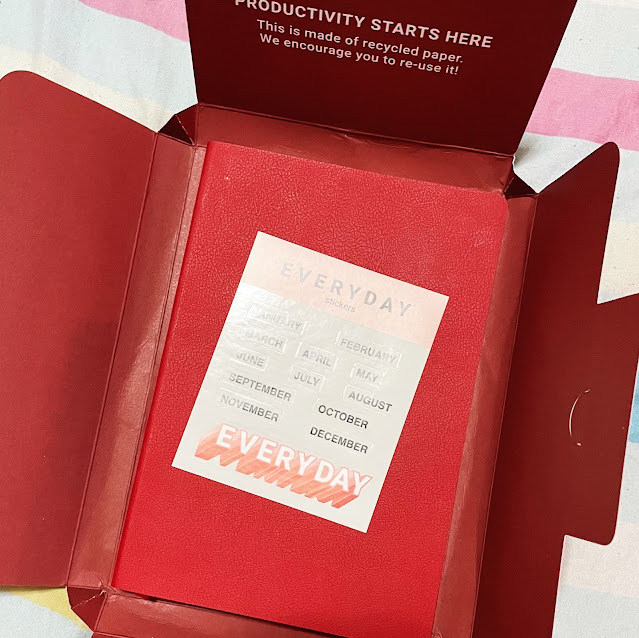 PRODUCTIVITY STARTS HERE
This is made of recycled paper.
We encourage you to re-use it!
EVERYDAY
stickers
JANUARY
FEBRUARY
MARCH
APRIL
MAY
JUNE
JULY
AUGUST
SEPTEMBER
OCTOBER
NOVEMBER
DECEMBER
EVERYDAY